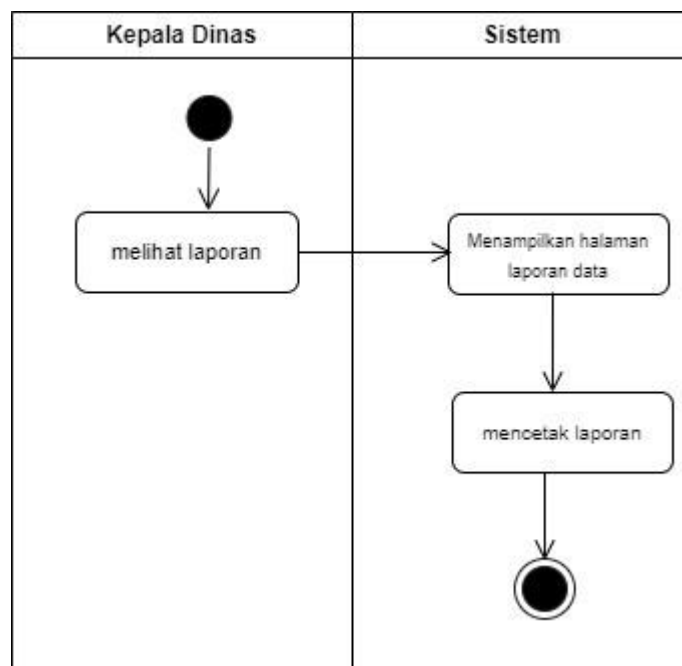 Kepala Dinas
Sistem
melihat laporan
Menampilkan halaman
laporan data
mencetak laporan